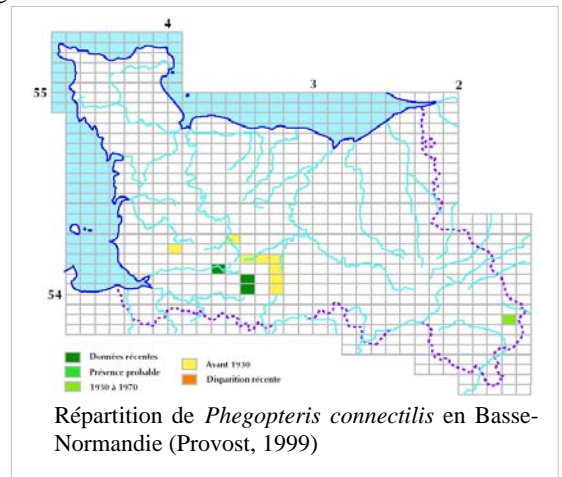 4
3
2
55
54
Données récentes
Présence probable
1930 à 1970
Avant 1930
Disparition récente
Répartition de Phegopteris connectilis en Basse-
Normandie (Provost, 1999)